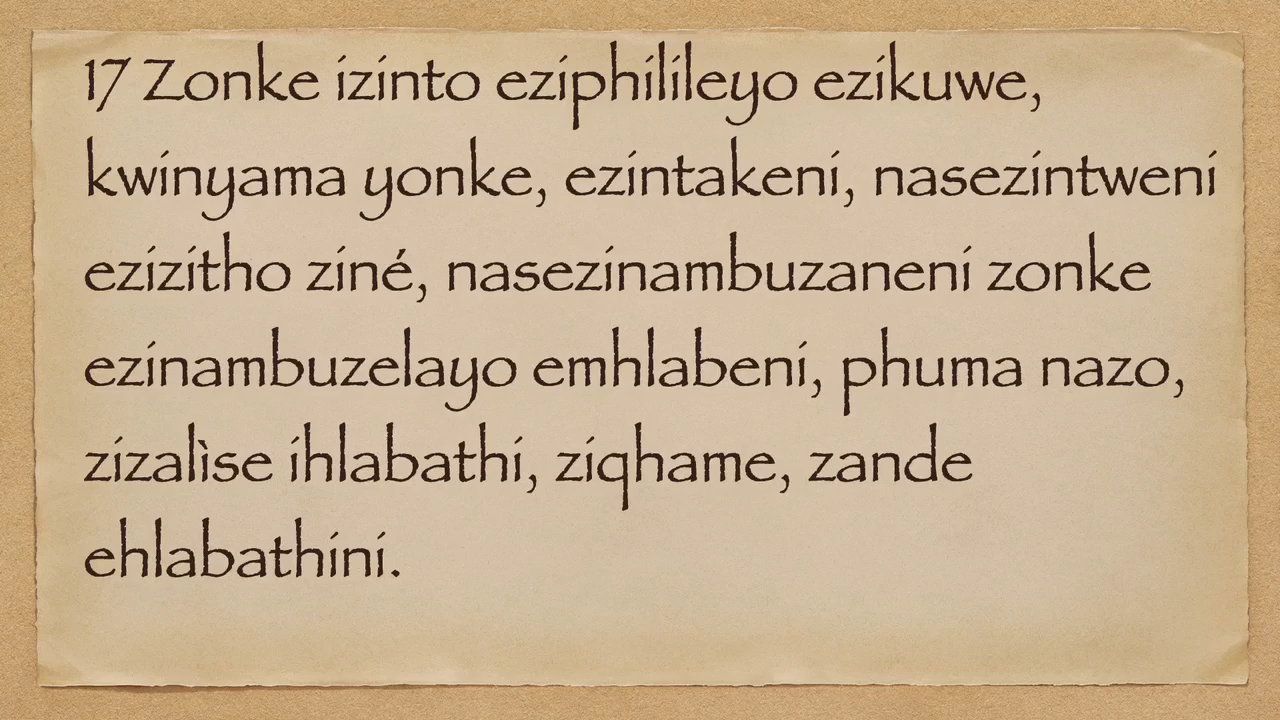 17 Zonke izinto eziphilileyo ezikuwe,
kwinyama yonke, ezintakeni, nasezintweni
ezizitho ziné, nasezinambuzaneni zonke
ezinambuzelayo emhlabeni, phuma nazo,
zizalìse ihlabathi, ziqhame, zande
ehlabathini.